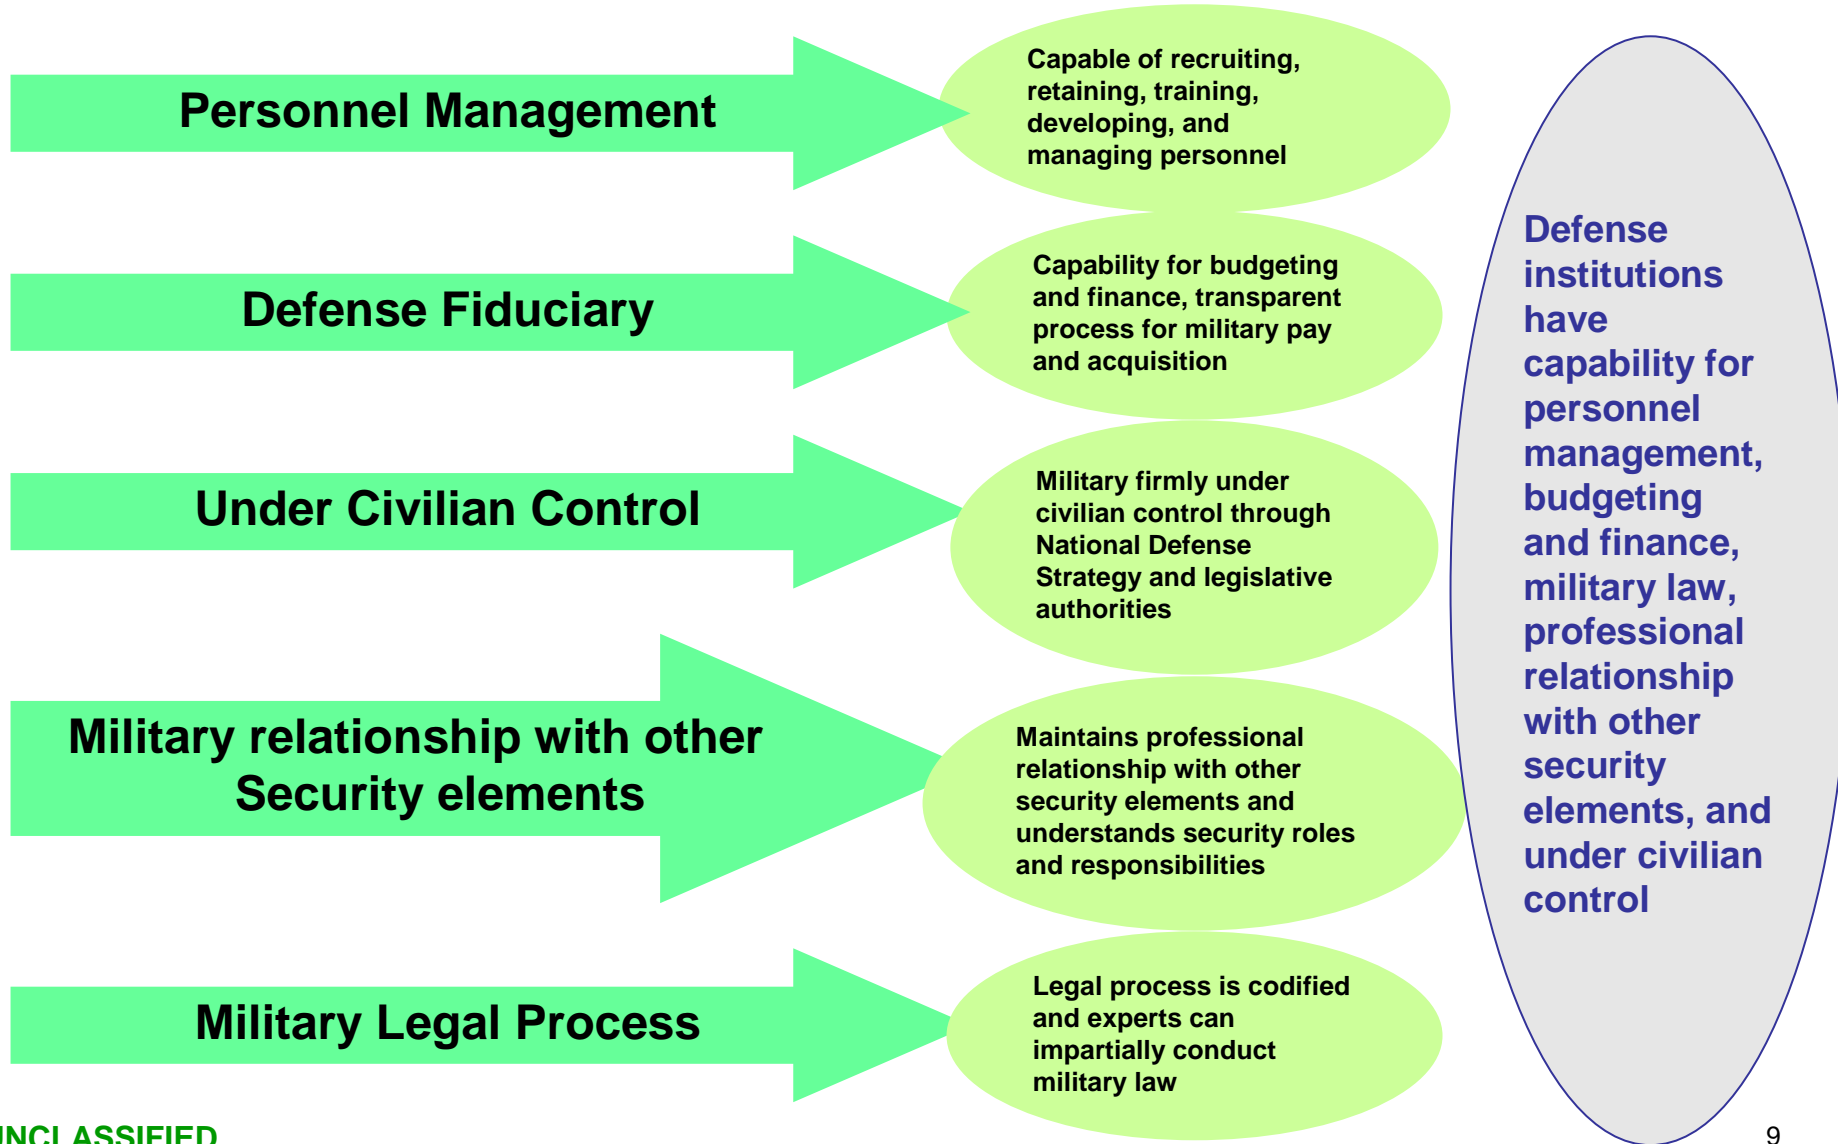 Personnel Management
Capable of recruiting,
retaining, training,
developing, and
managing personnel
Defense Fiduciary
Capability for budgeting
and finance, transparent
process for military pay
and acquisition
Under Civilian Control
Military firmly under
civilian control through
National Defense
Strategy and legislative
authorities
Military relationship with other
Security elements
Maintains professional
relationship with other
security elements and
understands security roles
and responsibilities
Military Legal Process
Legal process is codified
and experts can
impartially conduct
military law
Defense
institutions
have
capability for
personnel
management,
budgeting
and finance,
military law,
professional
relationship
with other
security
elements, and
under civilian
control
UNCLASSIFIED
9